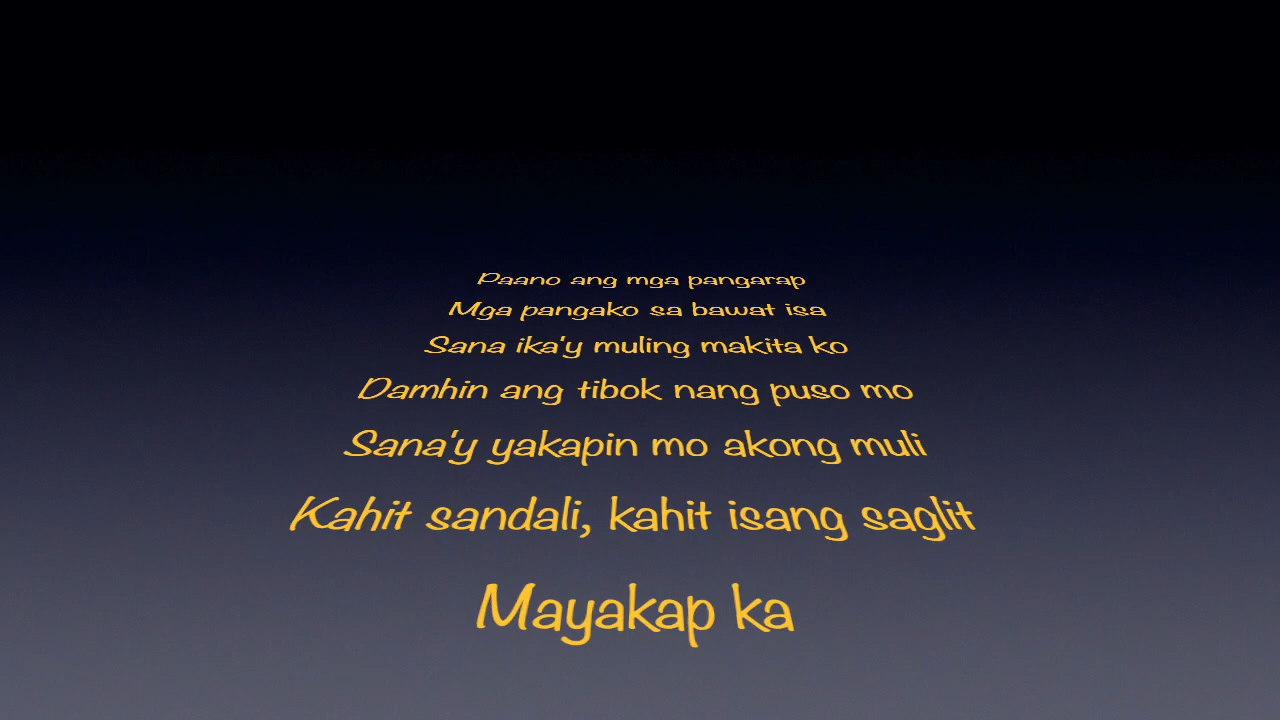 Paano ang mga pangarap
Mga pangako sa bawat isa
Sana ika'y muling makita ko
Damhin ang tibok nang puso mo
Sana'y yakapin mo akong muli
Kahit sandali, kahit isang saglit
Mayakap ka